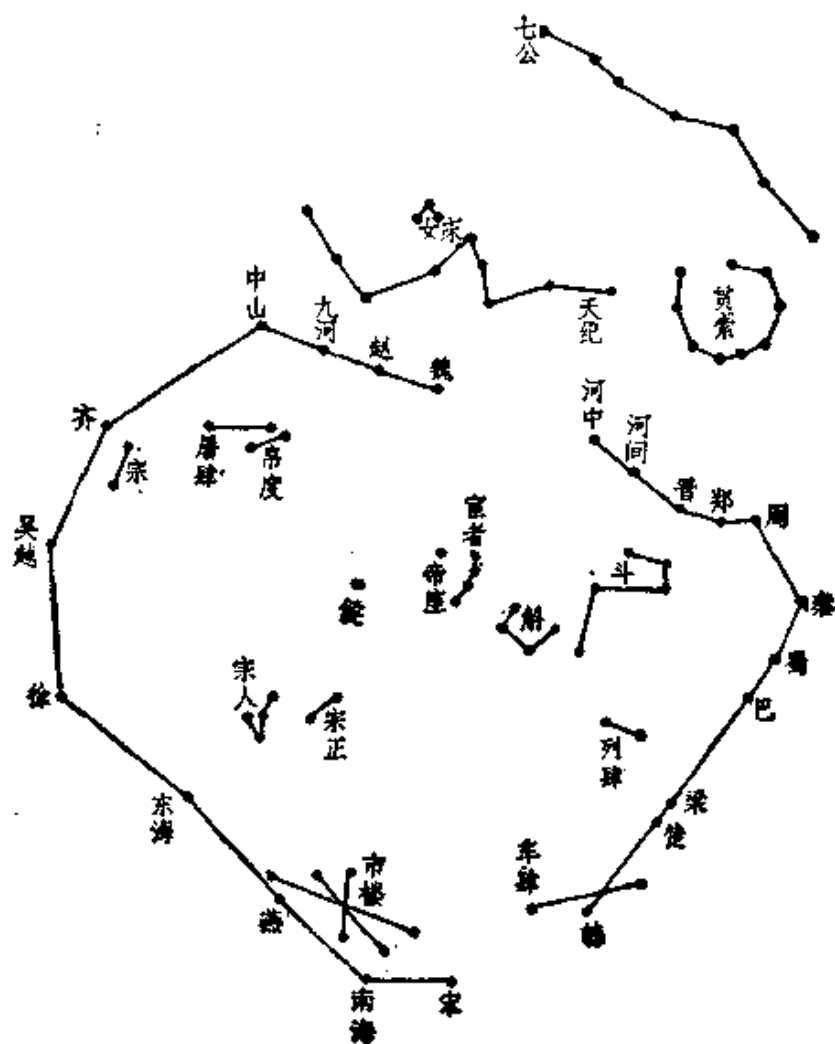 七公
女床
天纪
贯索
中山
九河
赵
魏
河中
河间
晋
郑
周
秦
蜀
巴
梁
楚
韩
齐
宗
屠肆
帛度
吴越
宦者
帝座
斗
斛
候
徐
宗人
宗正
列肆
东海
车肆
市楼
燕
南海
宋